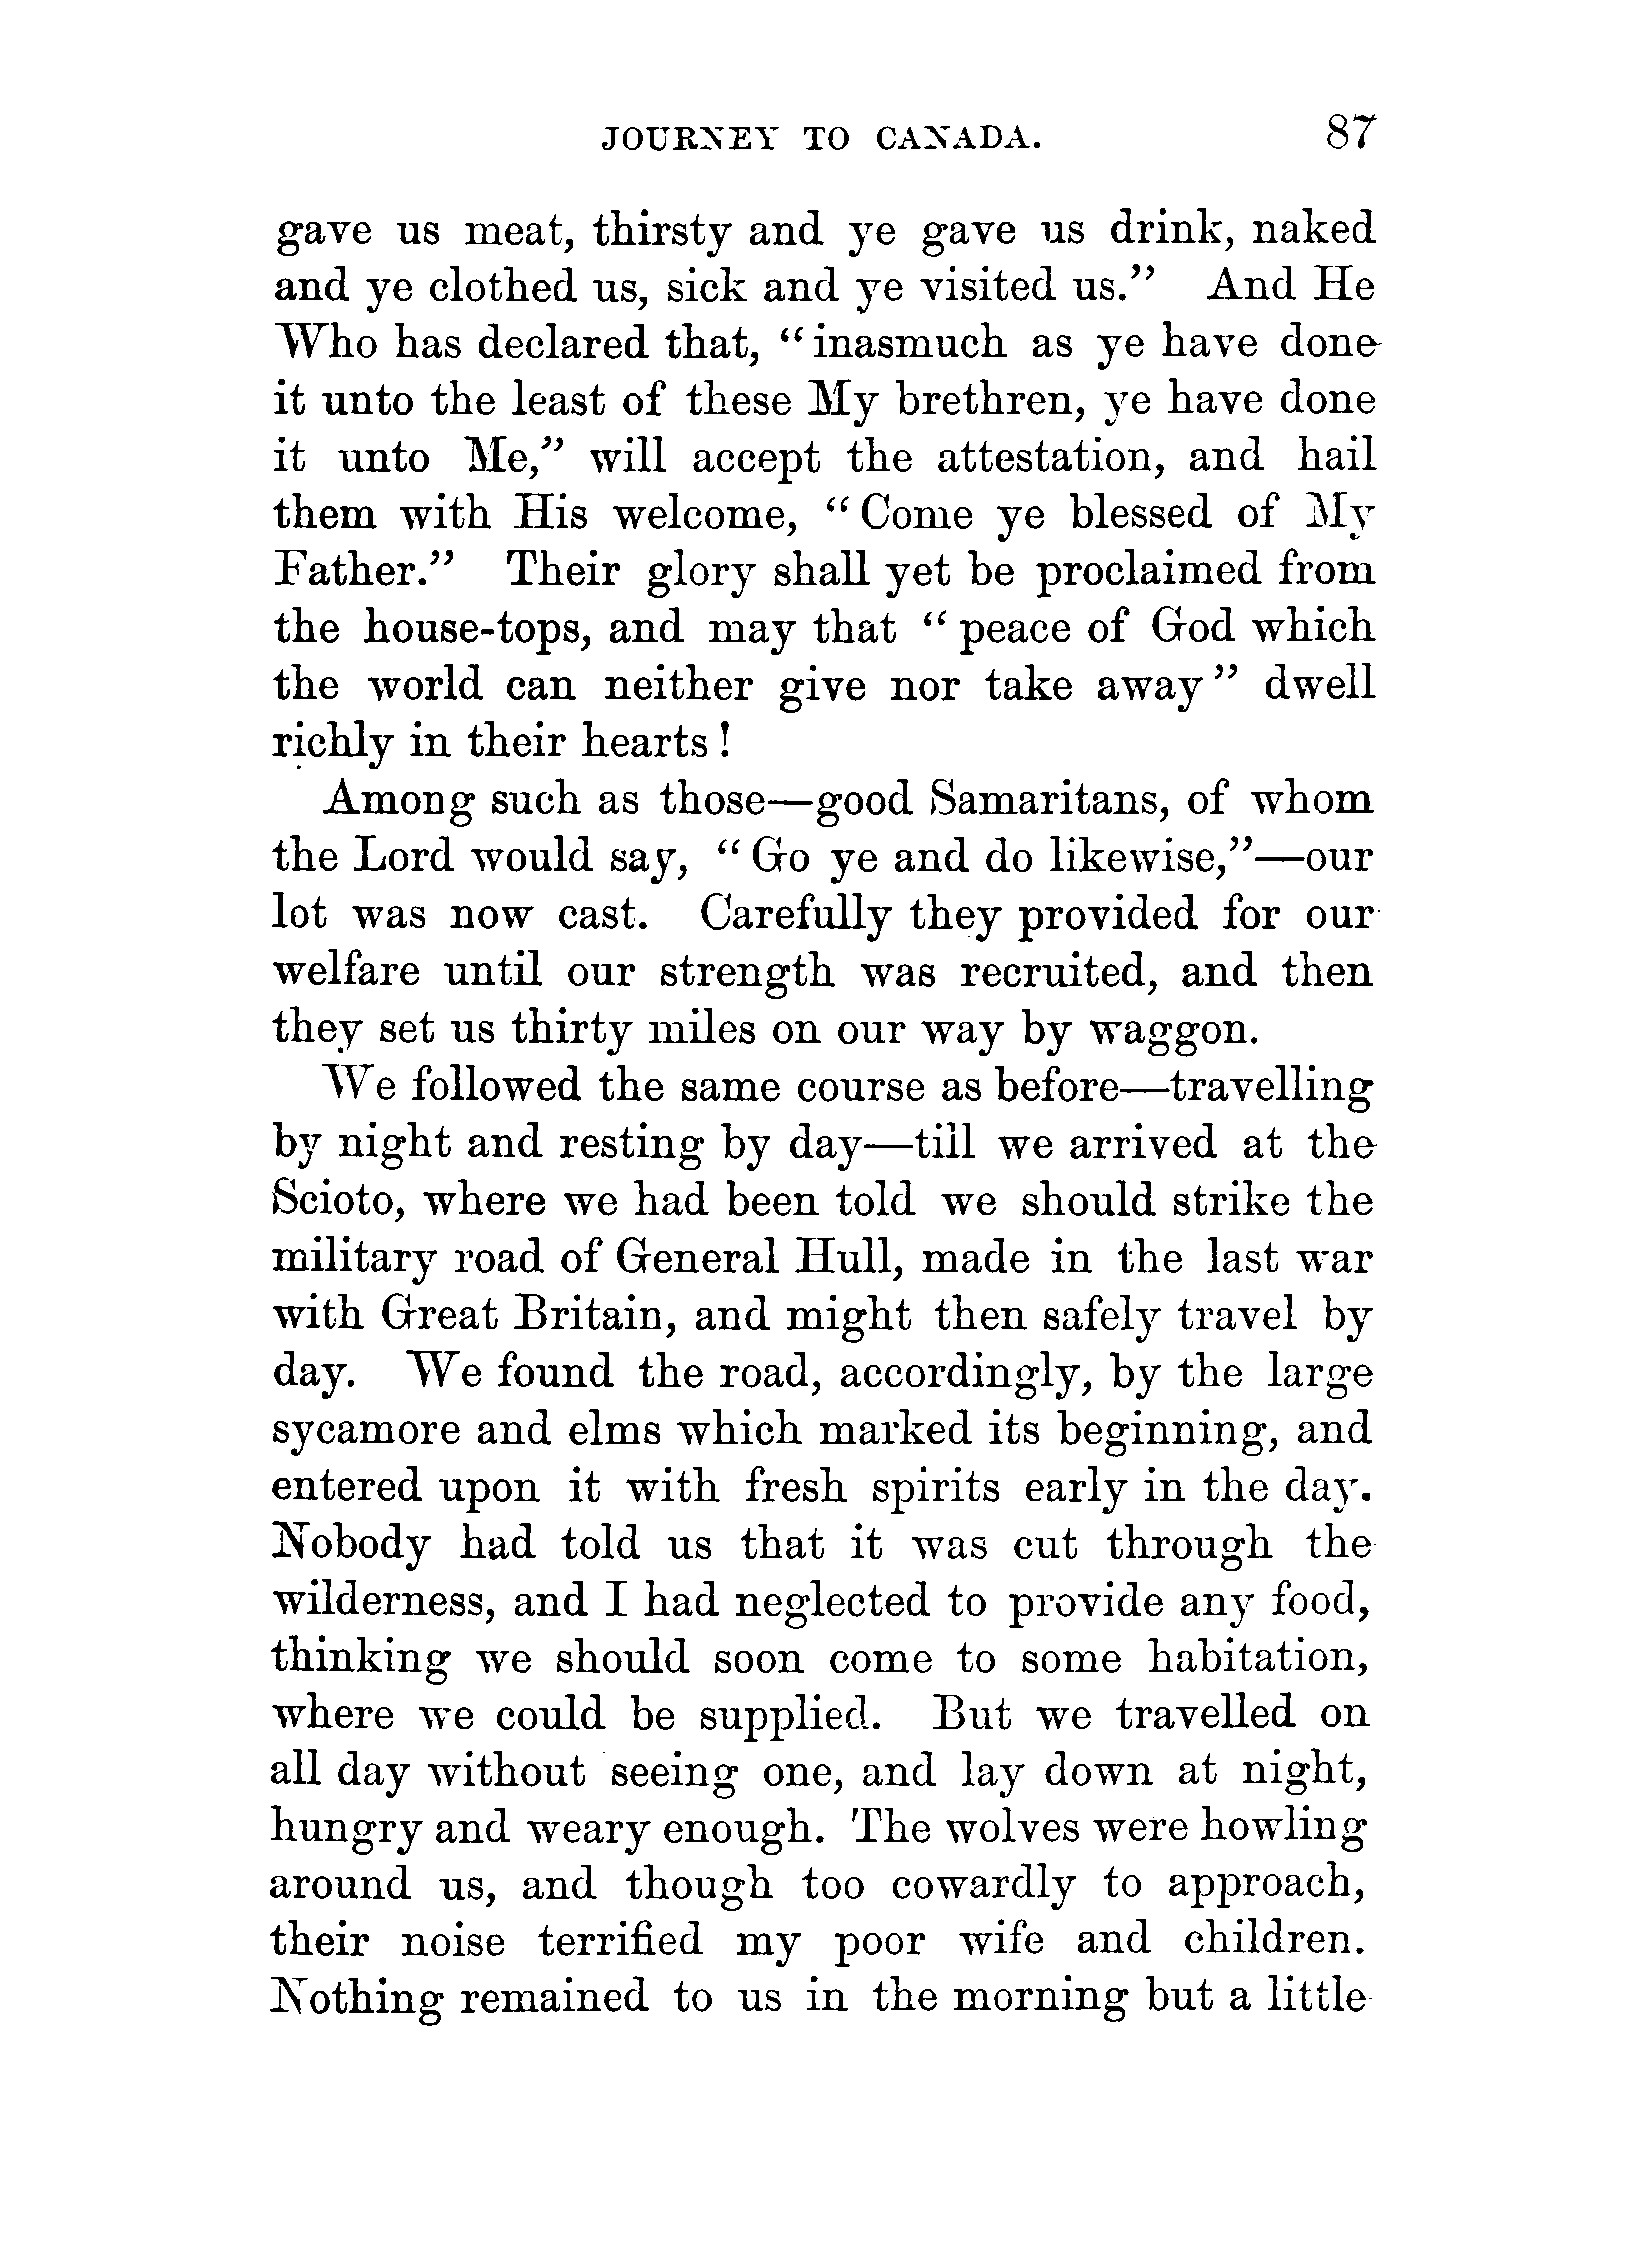 JOURNEY TO CANADA. 87
gave us meat, thirsty and ye gave us drink, naked
and ye clothed us, sick and ye visited us.” And He
Who has declared that, “inasmuch as ye have done
it unto the least of these My brethren, ye have done
it unto Me,” will accept the attestation, and hail
them with His welcome, “Come ye blessed of My
Father.” Their glory shall yet be proclaimed from
the house-tops, and may that “peace of God which
the world can neither give nor take away” dwell
richly in their hearts!
Among such as those—good Samaritans, of whom
the Lord would say, “Go ye and do likewise,”—our
lot was now cast. Carefully they provided for our
welfare until our strength was recruited, and then
they set us thirty miles on our way by waggon.
We followed the same course as before—travelling
by night and resting by day—till we arrived at the
Scioto, where we had been told we should strike the
military road of General Hull, made in the last war
with Great Britain, and might then safely travel by
day. We found the road, accordingly, by the large
sycamore and elms which marked its beginning, and
entered upon it with fresh spirits early in the day.
Nobody had told us that it was cut through the
wilderness, and I had neglected to provide any food,
thinking we should soon come to some habitation,
where we could be supplied. But we travelled on
all day without seeing one, and lay down at night,
hungry and weary enough. The wolves were howling
around us, and though too cowardly to approach,
their noise terrified my poor wife and children.
Nothing remained to us in the morning but a little